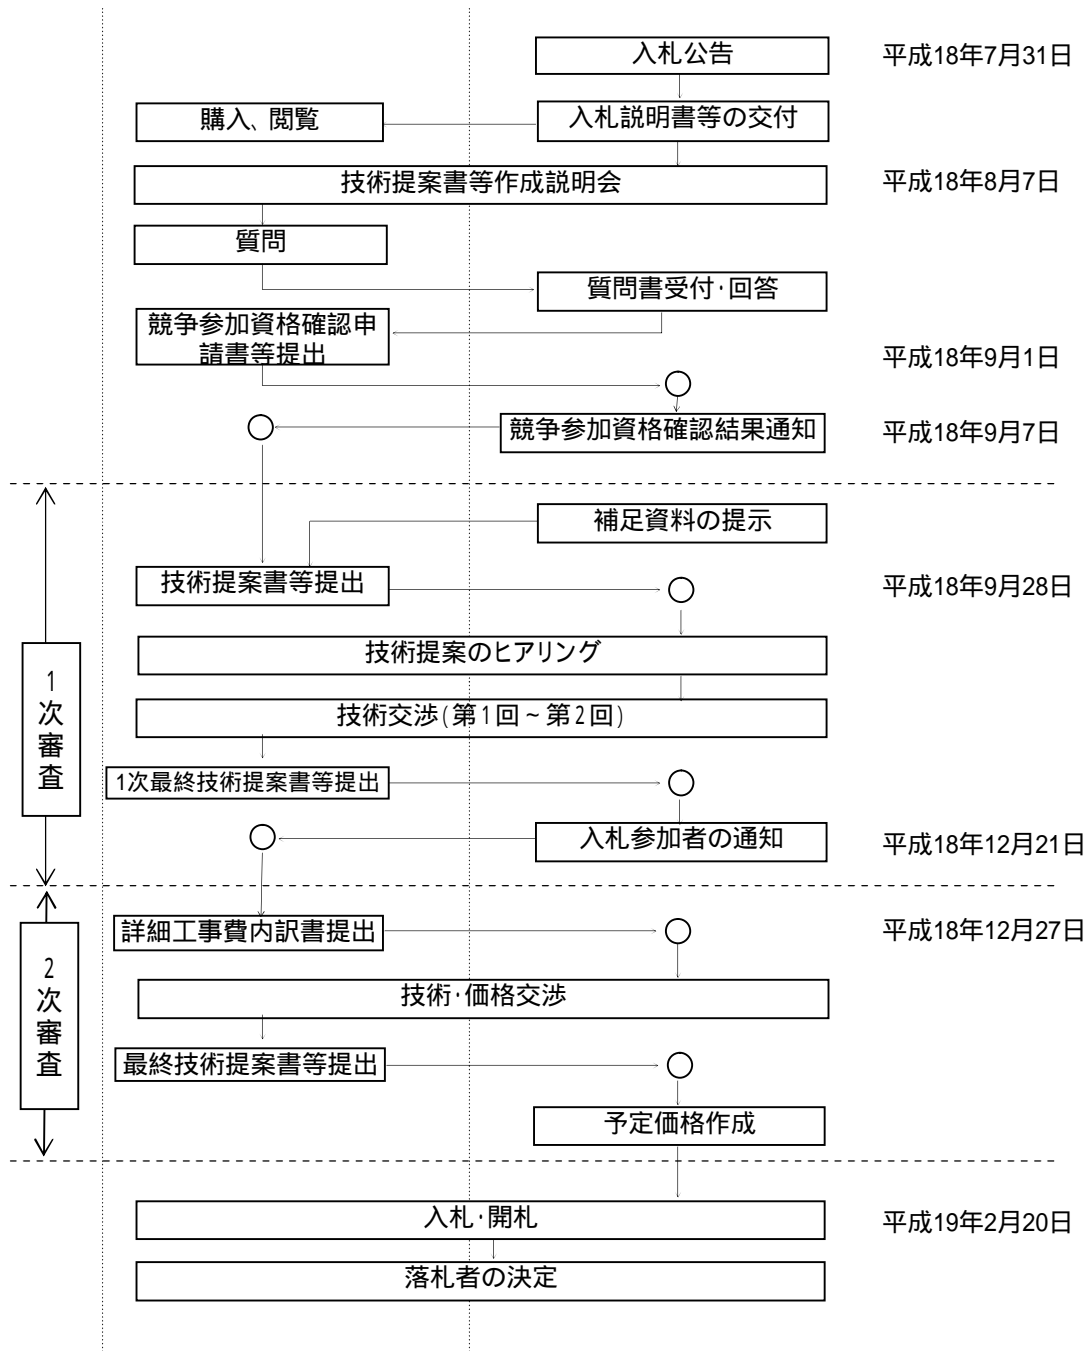 入札公告
平成18年7月31日
購入、閲覧
入札説明書等の交付
技術提案書等作成説明会
平成18年8月7日
質問
質問書受付・回答
競争参加資格確認申
請書等提出
平成18年9月1日
競争参加資格確認結果通知
平成18年9月7日
補足資料の提示
技術提案書等提出
平成18年9月28日
技術提案のヒアリング
1次審査
技術交渉(第1回~第2回)
1次最終技術提案書等提出
入札参加者の通知
平成18年12月21日
詳細工事費内訳書提出
平成18年12月27日
2次審査
技術・価格交渉
最終技術提案書等提出
予定価格作成
入札・開札
平成19年2月20日
落札者の決定